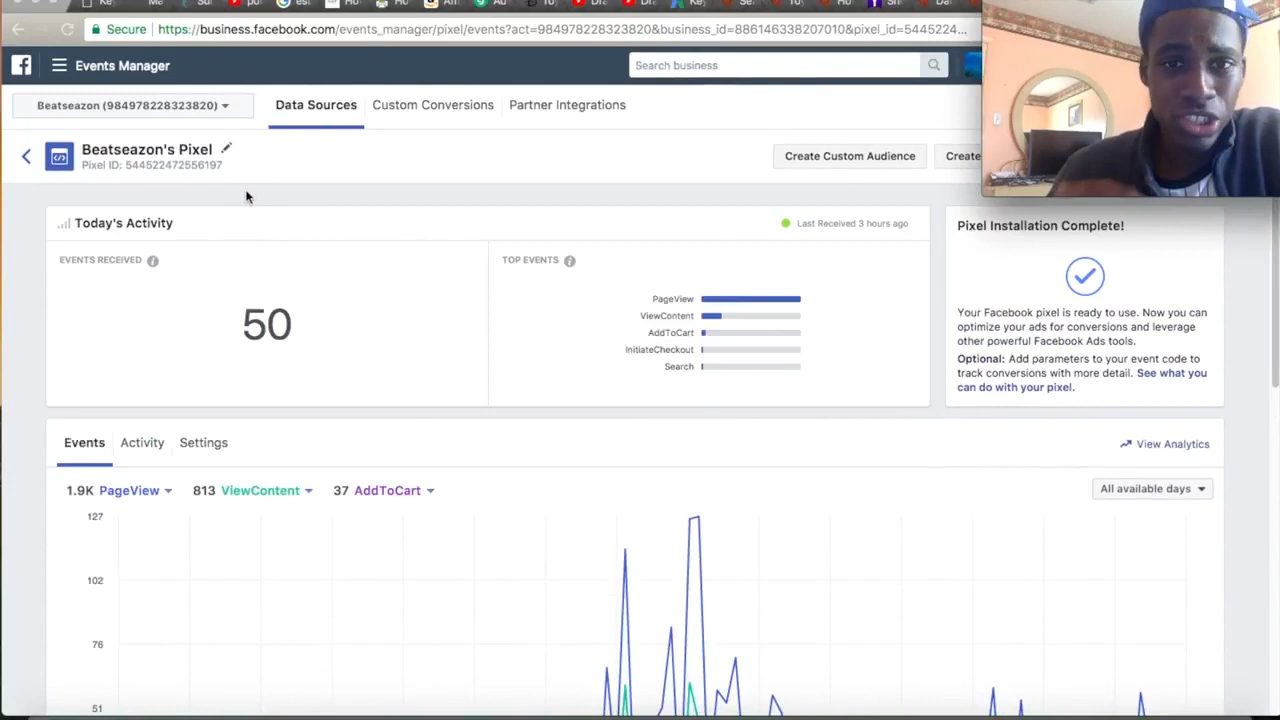 Secure
https://business.facebook.com/events_manager/pixel/events?act=984978228323820&business_id=886146338207010&pixel_id=5445224...
Events Manager
Search business
Beatseazon (984978228323820)
Data Sources
Custom Conversions
Partner Integrations
Beatseazon's Pixel
Pixel ID: 544522472556197
Create Custom Audience
Create
Today's Activity
Last Received 3 hours ago
EVENTS RECEIVED
50
TOP EVENTS
PageView
ViewContent
AddToCart
InitiateCheckout
Search
Pixel Installation Complete!
Your Facebook pixel is ready to use. Now you can
optimize your ads for conversions and leverage
other powerful Facebook Ads tools.
Optional: Add parameters to your event code to
track conversions with more detail. See what you
can do with your pixel.
Events
Activity
Settings
View Analytics
1.9K PageView
813 ViewContent
37 AddToCart
All available days
127
102
76
51